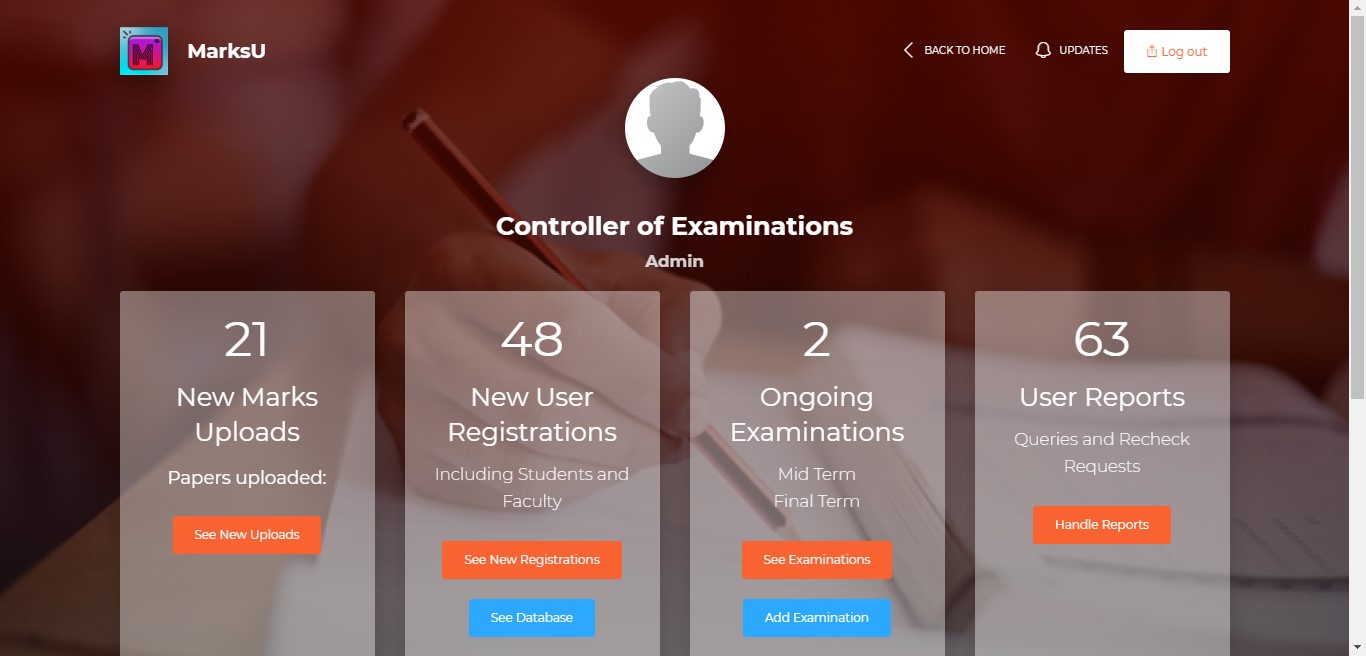 M
MarksU
BACK TO HOME
UPDATES
Log out
Controller of Examinations
Admin
21
New Marks
Uploads
Papers uploaded:
See New Uploads
48
New User
Registrations
Including Students and
Faculty
See New Registrations
See Database
2
Ongoing
Examinations
Mid Term
Final Term
See Examinations
Add Examination
63
User Reports
Queries and Recheck
Requests
Handle Reports